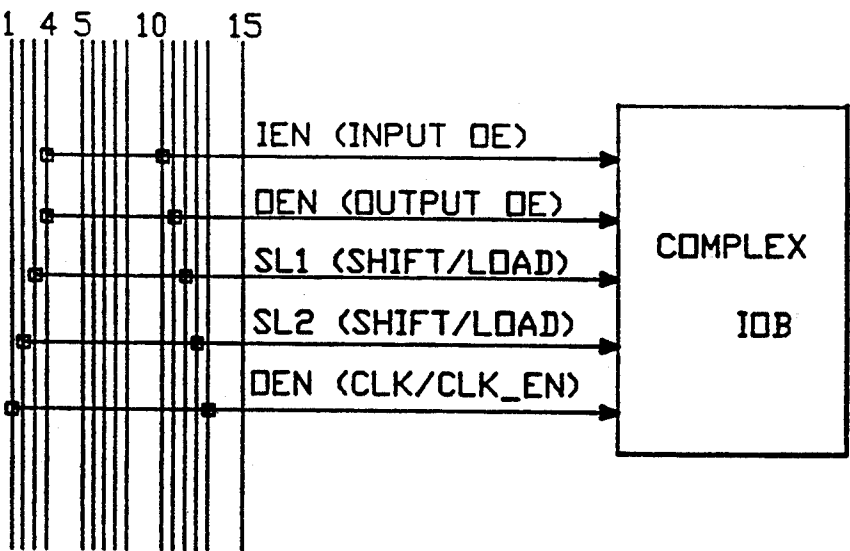 1 4 5 10 15
IEN (INPUT OE)
OEN (OUTPUT OE)
SL1 (SHIFT/LOAD)
SL2 (SHIFT/LOAD)
OEN (CLK/CLK_EN)
COMPLEX
IOB